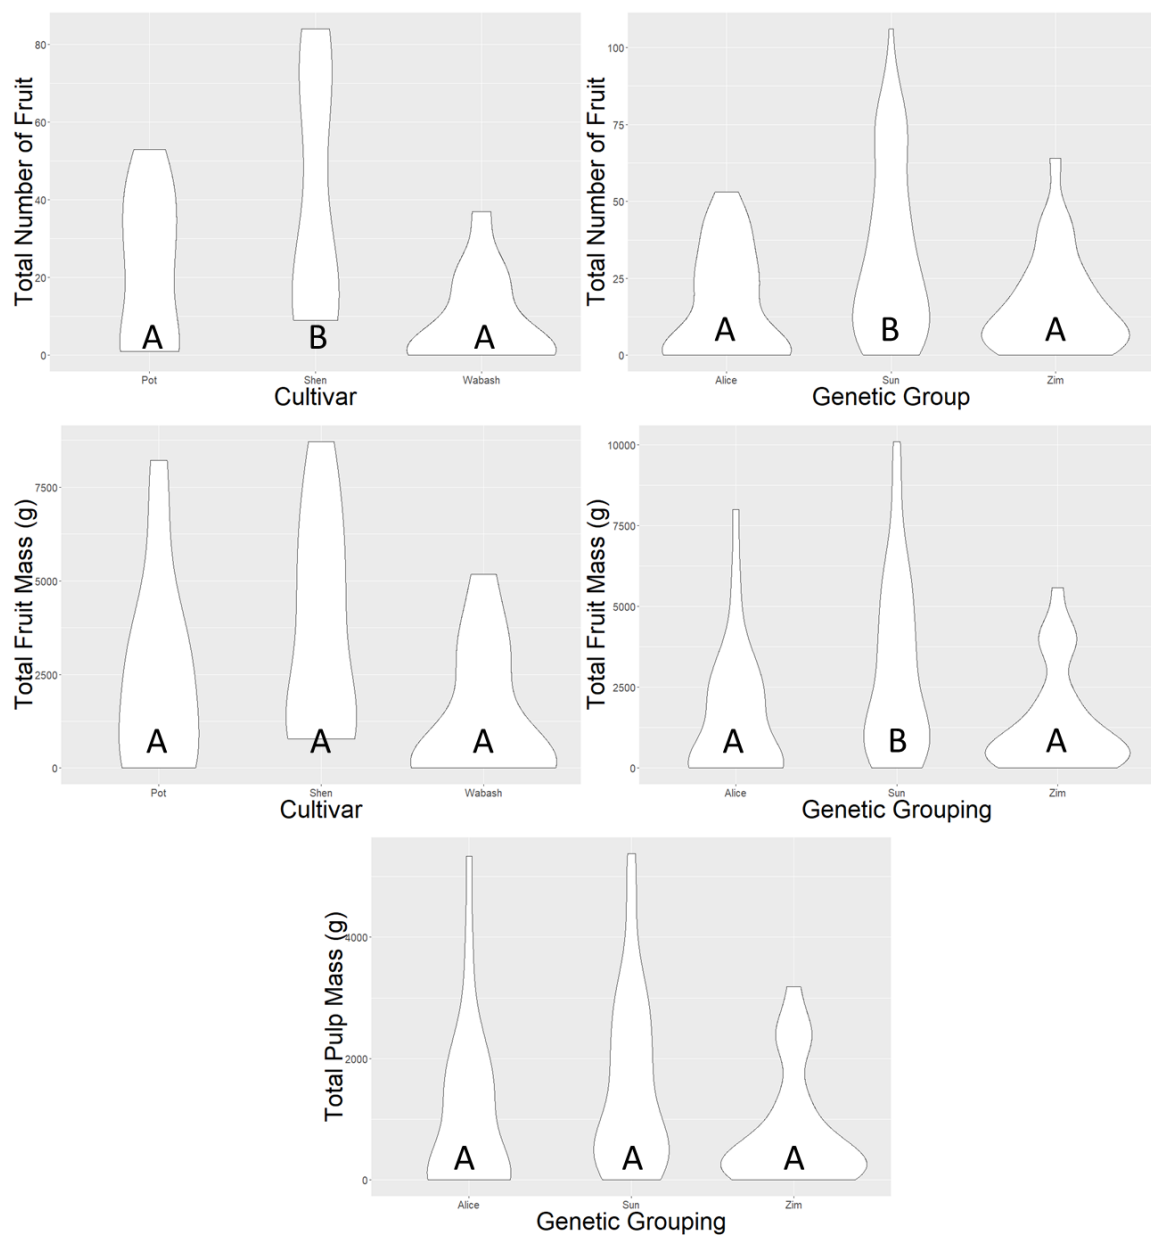 Total Number of Fruit
80
60
40
20
0
A
B
A
Pot
Shen
Wabash
Cultivar
Total Number of Fruit
100
75
50
25
0
A
B
A
Alice
Sun
Zim
Genetic Group
Total Fruit Mass (g)
7500
5000
2500
0
A
A
A
Pot
Shen
Wabash
Cultivar
Total Fruit Mass (g)
10000
7500
5000
2500
0
A
B
A
Alice
Sun
Zim
Genetic Grouping
Total Pulp Mass (g)
4000
2000
0
A
A
A
Alice
Sun
Zim
Genetic Grouping